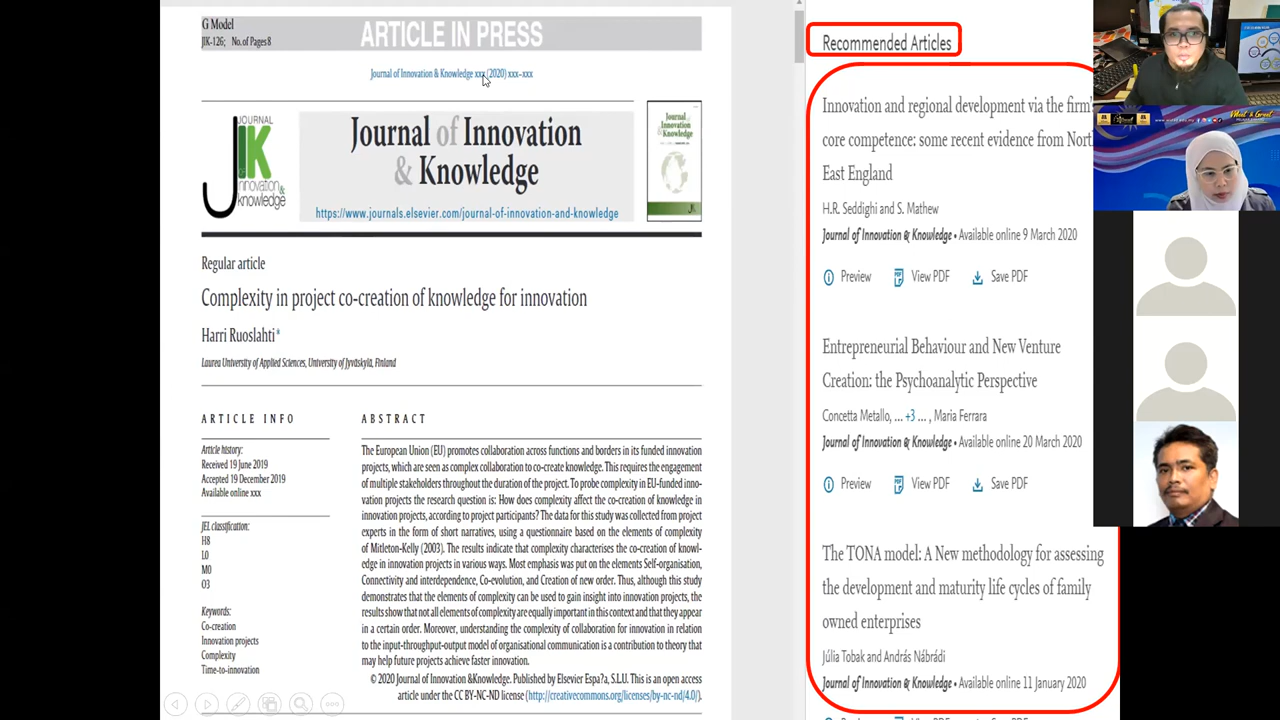 G Model
JIK-126; No. of Pages 8
ARTICLE IN PRESS
Journal of Innovation & Knowledge xxx (2020) xxx–xxx
JOURNAL
JIK
innovation&
knowledge
Journal of Innovation
& Knowledge
https://www.journals.elsevier.com/journal-of-innovation-and-knowledge
Journal of
Innovation
& Knowledge
Regular article
Complexity in project co-creation of knowledge for innovation
Harri Ruoslahti*
Laurea University of Applied Sciences, University of Jyväskylä, Finland
ARTICLE INFO
Article history:
Received 19 June 2019
Accepted 19 December 2019
Available online xxx
JEL classification:
H8
L0
M0
O3
Keywords:
Co-creation
Innovation projects
Complexity
Time-to-innovation
ABSTRACT
The European Union (EU) promotes collaboration across functions and borders in its funded innovation
projects, which are seen as complex collaboration to co-create knowledge. This requires the engagement
of multiple stakeholders throughout the duration of the project. To probe complexity in EU-funded inno-
vation projects the research question is: How does complexity affect the co-creation of knowledge in
innovation projects, according to project participants? The data for this study was collected from project
experts in the form of short narratives, using a questionnaire based on the elements of complexity
of Mitleton-Kelly (2003). The results indicate that complexity characterises the co-creation of knowl-
edge in innovation projects in various ways. Most emphasis was put on the elements Self-organisation,
Connectivity and interdependence, Co-evolution, and Creation of new order. Thus, although this study
demonstrates that the elements of complexity can be used to gain insight into innovation projects, the
results show that not all elements of complexity are equally important in this context and that they appear
in a certain order. Moreover, understanding the complexity of collaboration for innovation in relation
to the input-throughput-output model of organisational communication is a contribution to theory that
may help future projects achieve faster innovation.
© 2020 Journal of Innovation &Knowledge. Published by Elsevier Espa?a, S.L.U. This is an open access
article under the CC BY-NC-ND license (http://creativecommons.org/licenses/by-nc-nd/4.0/).
Recommended Articles
Innovation and regional development via the firm'
core competence: some recent evidence from Nort
East England
H.R. Seddighi and S. Mathew
Journal of Innovation & Knowledge • Available online 9 March 2020
Preview View PDF Save PDF
Entrepreneurial Behaviour and New Venture
Creation: the Psychoanalytic Perspective
Concetta Metallo, ... +3 ... , Maria Ferrara
Journal of Innovation & Knowledge • Available online 20 March 2020
Preview View PDF Save PDF
The TONA model: A New methodology for assessing
the development and maturity life cycles of family
owned enterprises
Júlia Tobak and András Nábrádi
Journal of Innovation & Knowledge • Available online 11 January 2020
Meet & Greet